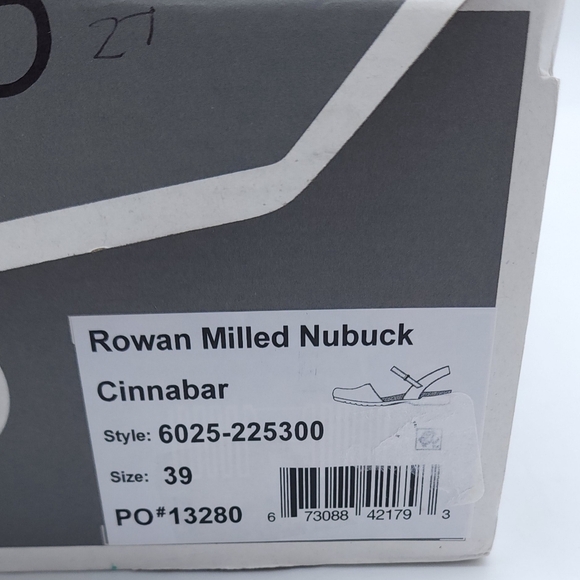 27
Rowan Milled Nubuck
Cinnabar
Style: 6025-225300
Size: 39
PO#13280
6 73088 42179 3